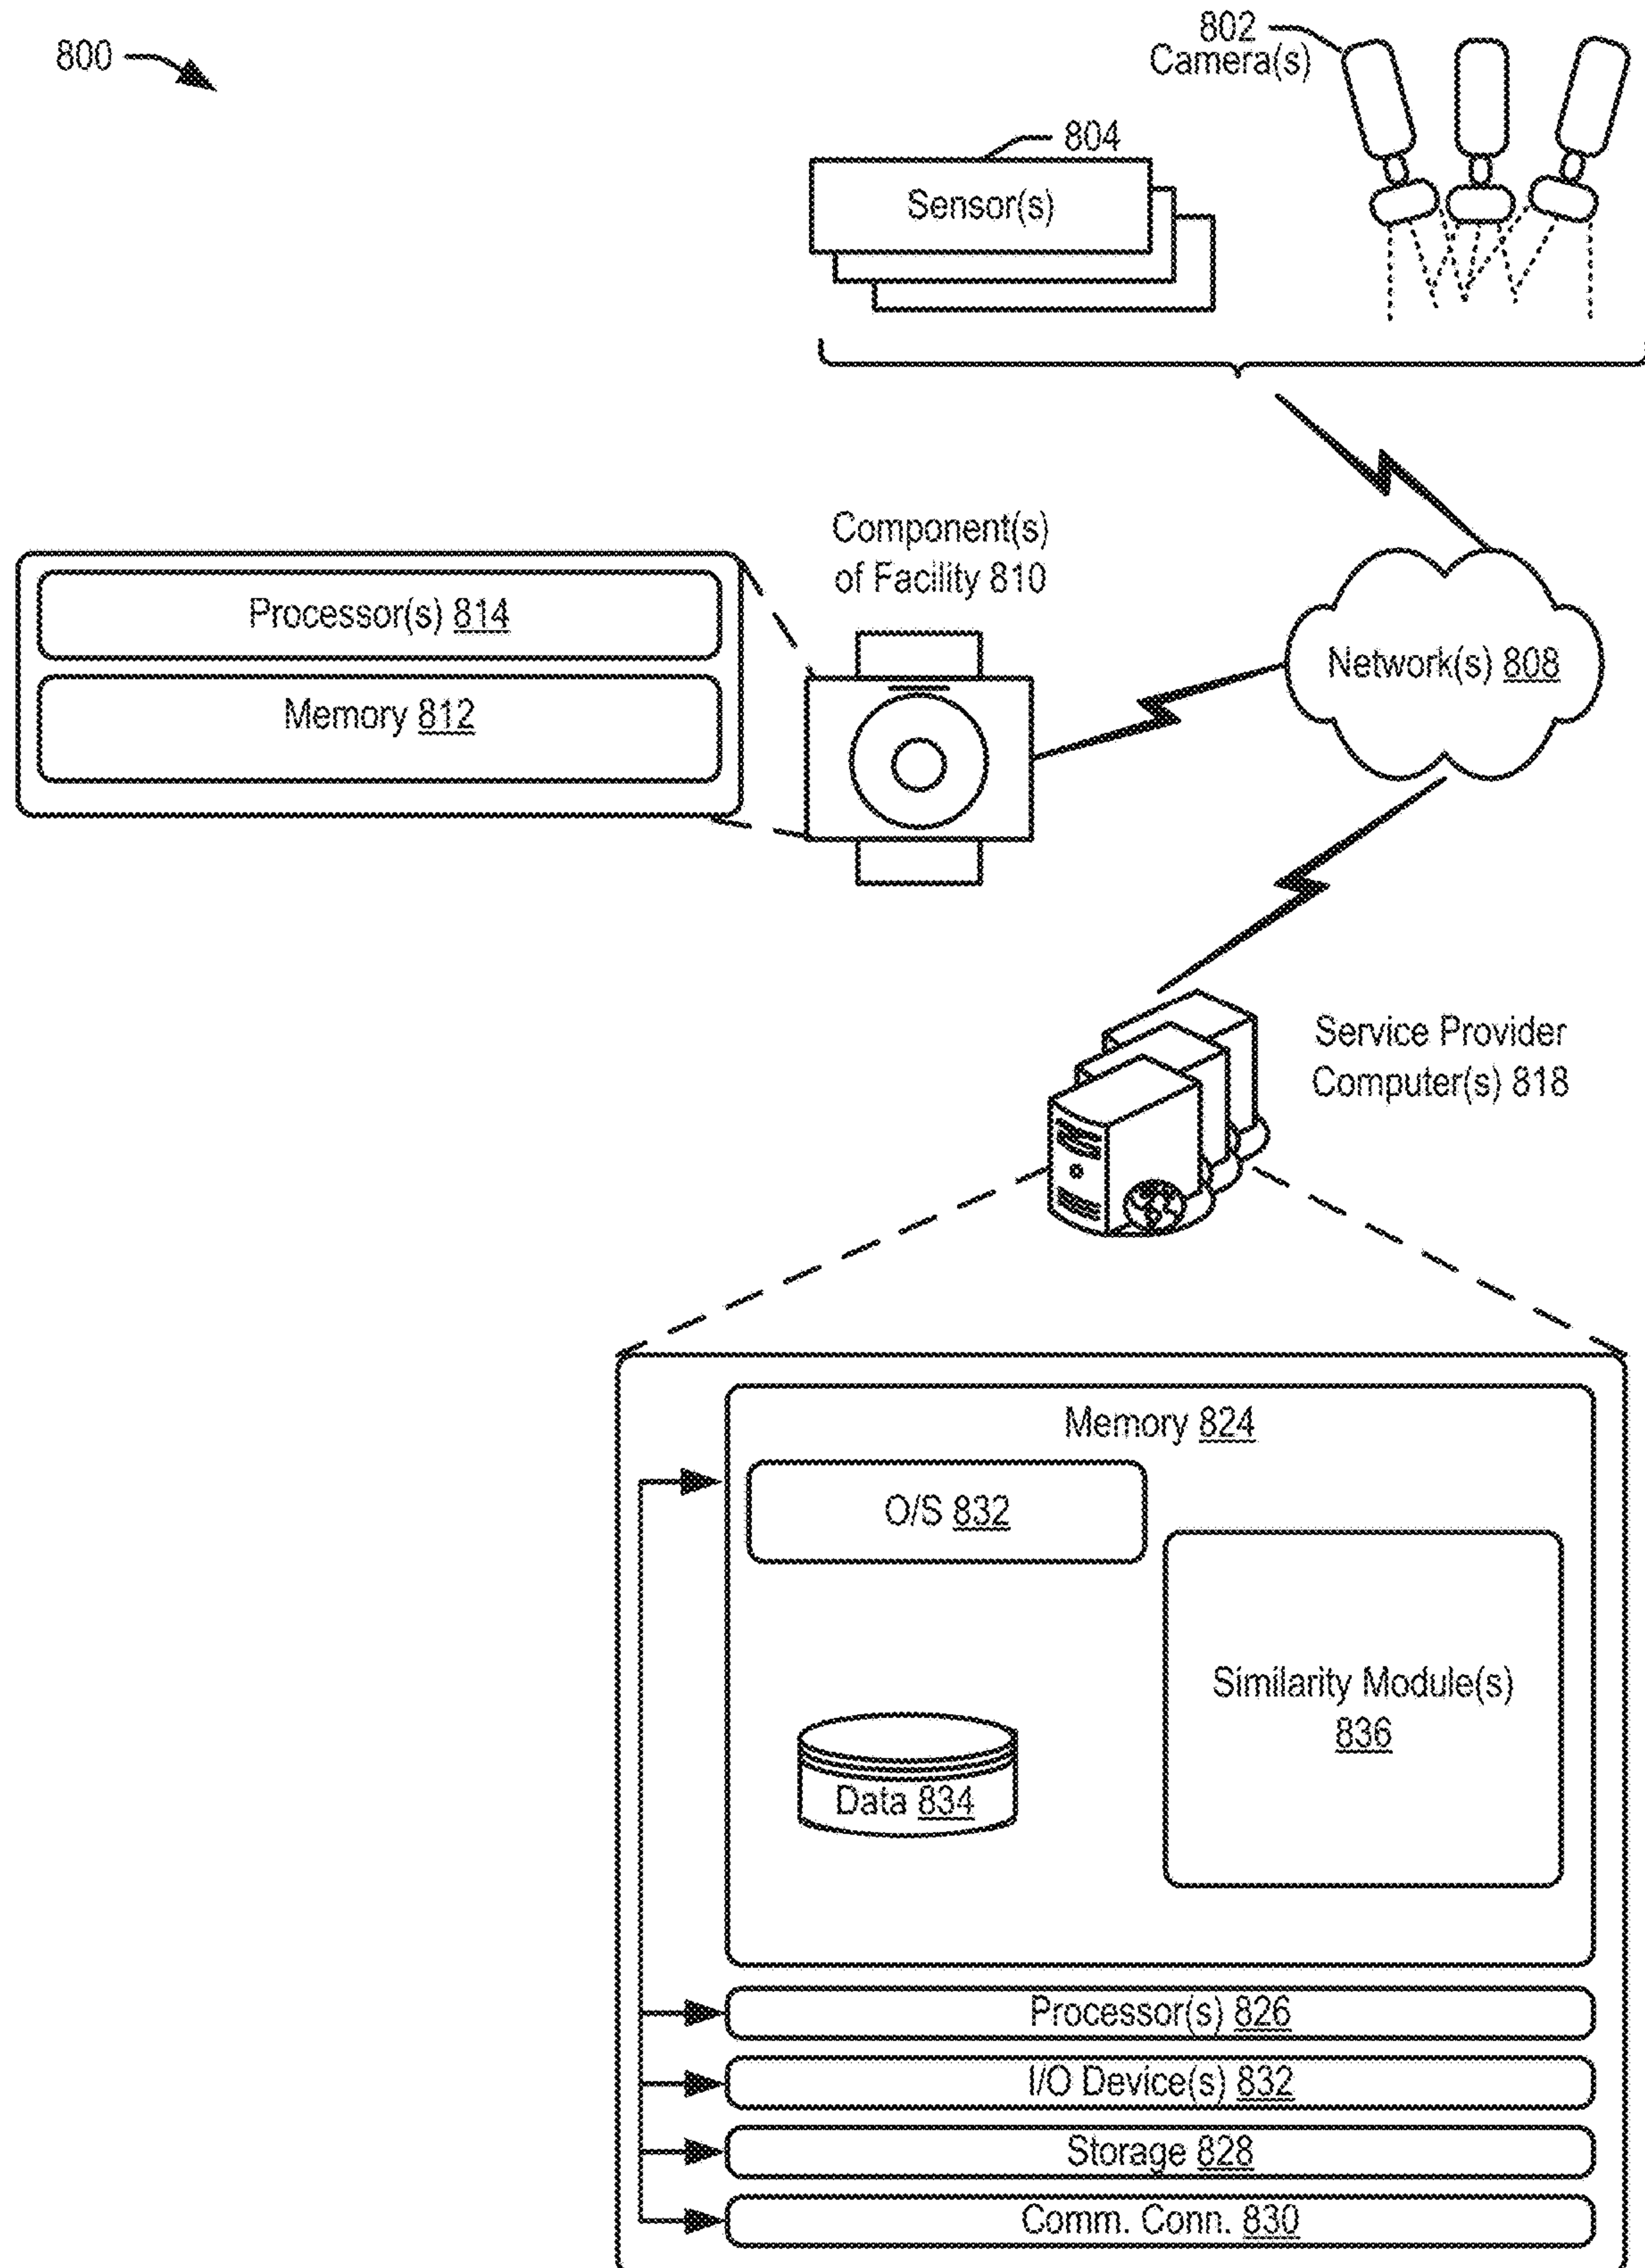 800
802
Camera(s)
804
Sensor(s)
Component(s)
of Facility 810
Processor(s) 814
Memory 812
Network(s) 808
Service Provider
Computer(s) 818
Memory 824
O/S 832
Similarity Module(s)
836
Data 834
Processor(s) 826
I/O Device(s) 832
Storage 828
Comm. Conn. 830